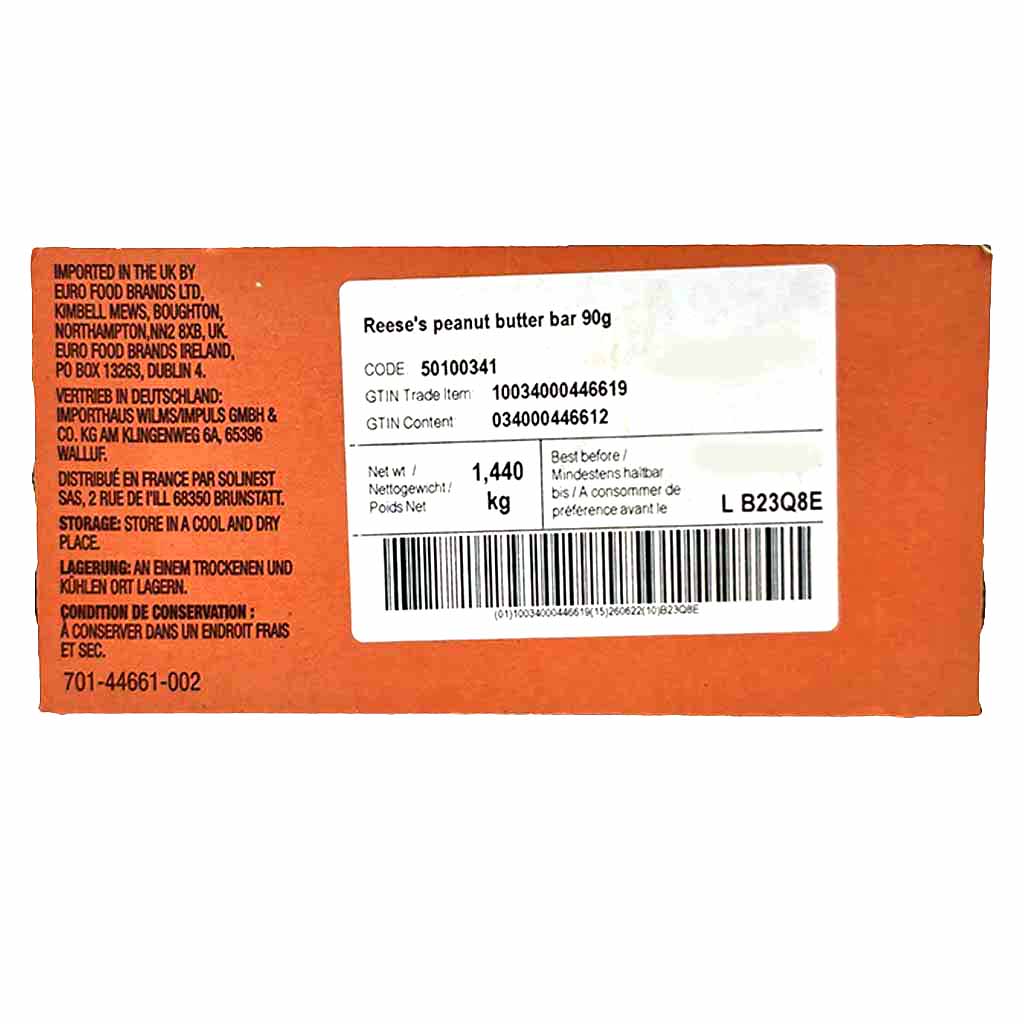 IMPORTED IN THE UK BY
EURO FOOD BRANDS LTD,
KIMBELL MEWS, BOUGHTON,
NORTHAMPTON,NN2 8XB, UK.
EURO FOOD BRANDS IRELAND,
PO BOX 13263, DUBLIN 4.
VERTRIEB IN DEUTSCHLAND:
IMPORTHAUS WILMS/IMPULS GMBH &
CO. KG AM KLINGENWEG 6A, 65396
WALLUF.
DISTRIBUÉ EN FRANCE PAR SOLINEST
SAS, 2 RUE DE l'ILL 68350 BRUNSTATT.
STORAGE: STORE IN A COOL AND DRY
PLACE.
LAGERUNG: AN EINEM TROCKENEN UND
KÜHLEN ORT LAGERN.
CONDITION DE CONSERVATION :
À CONSERVER DANS UN ENDROIT FRAIS
ET SEC.
701-44661-002
Reese's peanut butter bar 90g
CODE: 50100341
GTIN Trade Item: 10034000446619
GTIN Content: 034000446612
Net wt /
Nettogewicht /
Poids Net
1,440
kg
Best before /
Mindestens haltbar
bis / A consommer de
préférence avant le
L B23Q8E
(01)10034000446619(15)260622(10)B23Q8E